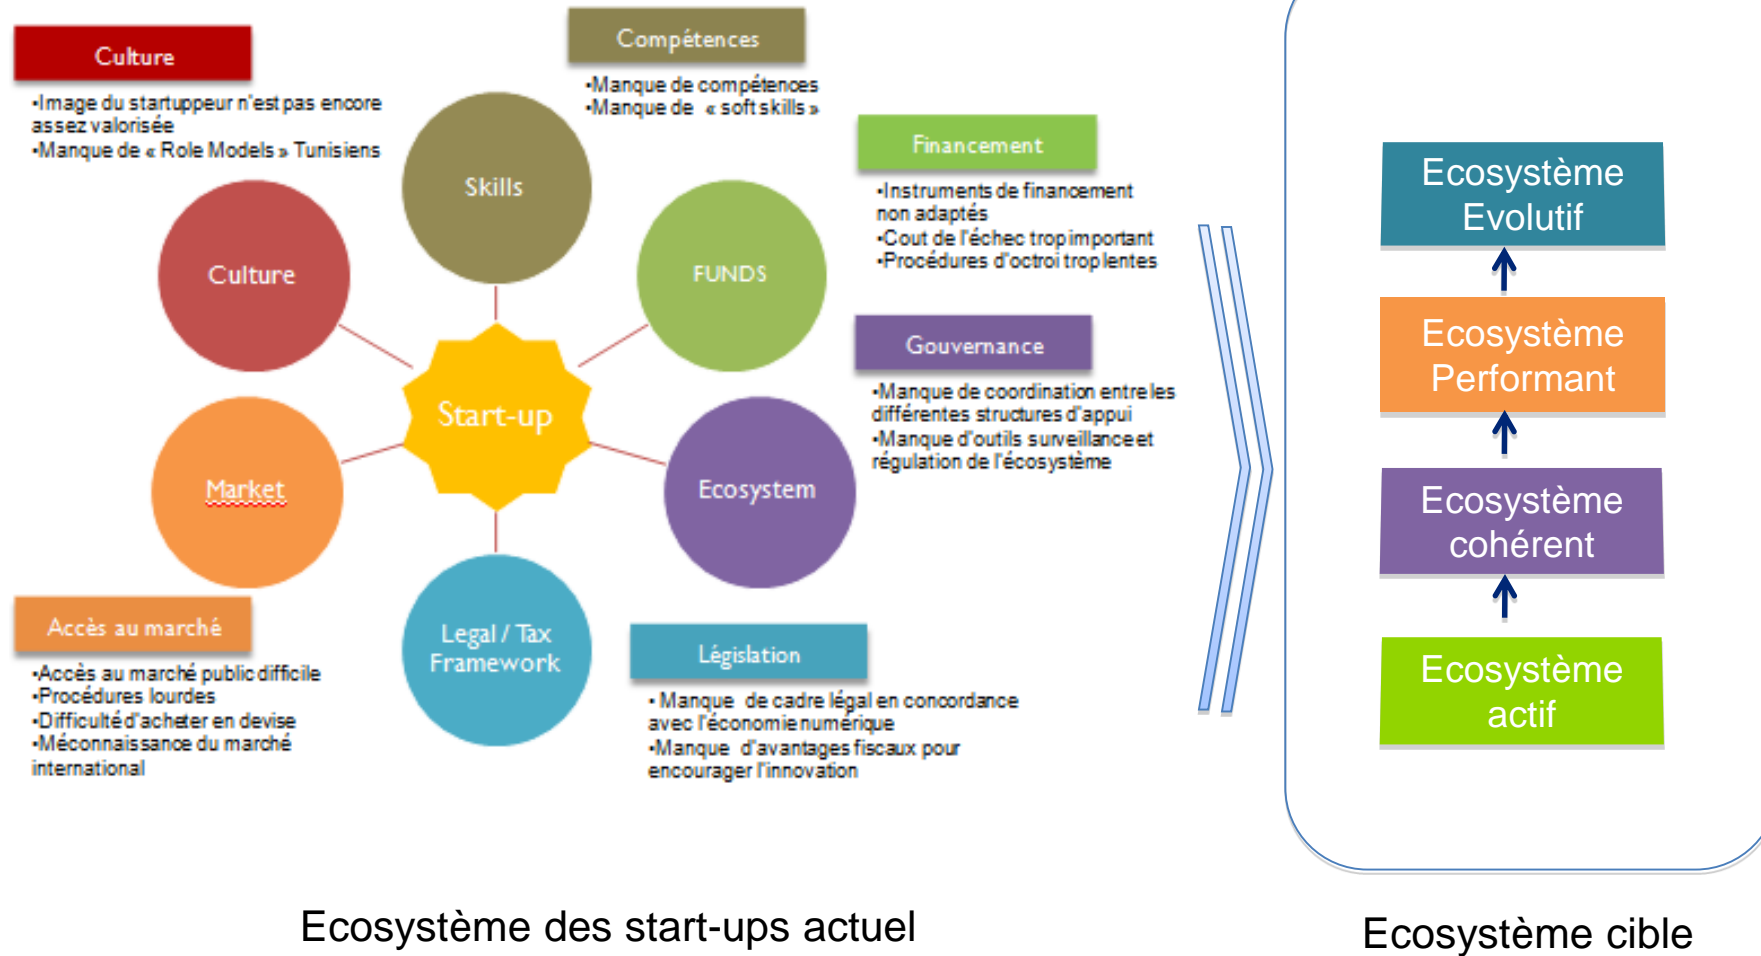 Culture
•Image du startuppeur n'est pas encore
assez valorisée
•Manque de « Role Models » Tunisiens
Compétences
•Manque de compétences
•Manque de « soft skills »
Financement
•Instruments de financement
non adaptés
•Cout de l'échec trop important
•Procédures d'octroi trop lentes
Gouvernance
•Manque de coordination entre les
différentes structures d'appui
•Manque d'outils surveillance et
régulation de l'écosystème
Skills
Culture
FUNDS
Start-up
Market
Ecosystem
Legal / Tax
Framework
Accès au marché
•Accès au marché public difficile
•Procédures lourdes
•Difficulté d'acheter en devise
•Méconnaissance du marché
international
Législation
• Manque de cadre légal en concordance
avec l'économie numérique
•Manque d'avantages fiscaux pour
encourager l'innovation
Ecosystème des start-ups actuel
Ecosystème
Evolutif
Ecosystème
Performant
Ecosystème
cohérent
Ecosystème
actif
Ecosystème cible